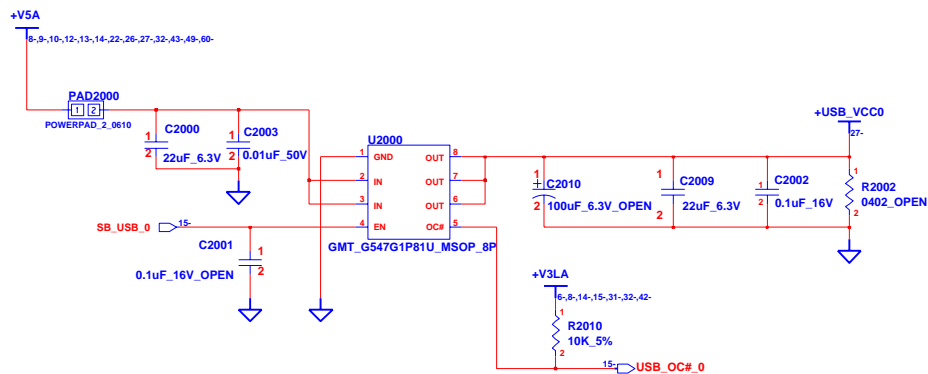 +V5A
8-,9-,10-,12-,13-,14-,22-,26-,27-,32-,43-,49-,60-
PAD2000
1 2
POWERPAD_2_0610
+USB_VCC0
27-
1 C2000
2 22uF_6.3V
1 C2003
2 0.01uF_50V
U2000
1 GND OUT 8
2 IN OUT 7
3 IN OUT 6
4 EN OC# 5
GMT_G547G1P81U_MSOP_8P
1 + C2010
2 100uF_6.3V_OPEN
1 C2009
2 22uF_6.3V
1 C2002
2 0.1uF_16V
1 R2002
2 0402_OPEN
SB_USB_0 15-
C2001 1
2
0.1uF_16V_OPEN
+V3LA
6-,8-,14-,15-,31-,32-,42-
1 R2010
10K_5%
2
15- USB_OC#_0